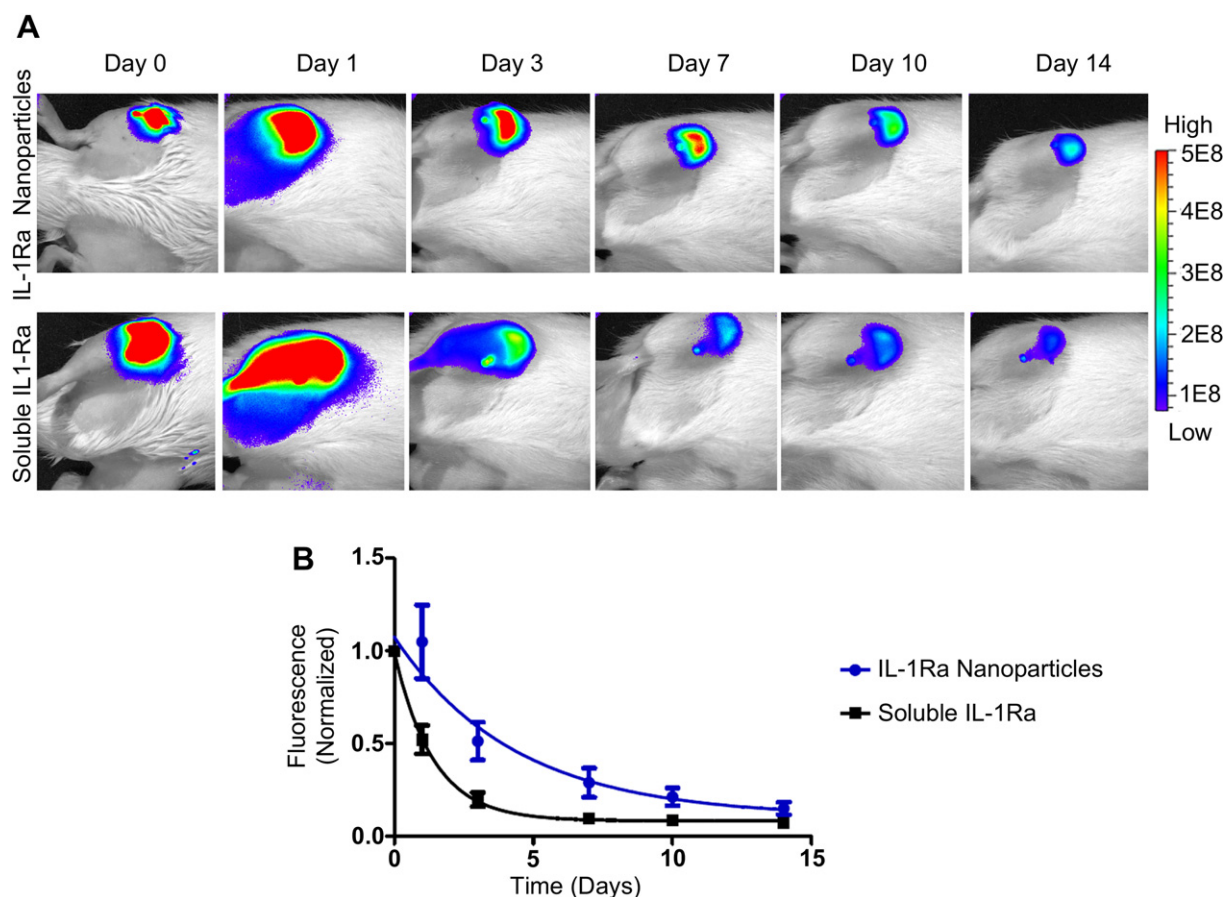 A
Day 0 Day 1 Day 3 Day 7 Day 10 Day 14
IL-1Ra Nanoparticles
Soluble IL1-Ra
High
5E8
4E8
3E8
2E8
1E8
Low
B
1.5
1.0
0.5
0.0
Fluorescence
(Normalized)
0 5 10 15
Time (Days)
IL-1Ra Nanoparticles
Soluble IL-1Ra